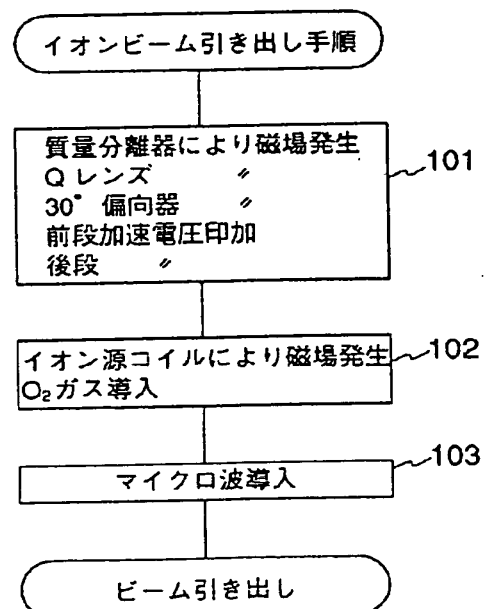 イオンビーム引き出し手順
質量分離器により磁場発生
Qレンズ 〃
30°偏向器 〃
前段加速電圧印加
後段 〃
101
イオン源コイルにより磁場発生
O₂ガス導入
102
マイクロ波導入
103
ビーム引き出し